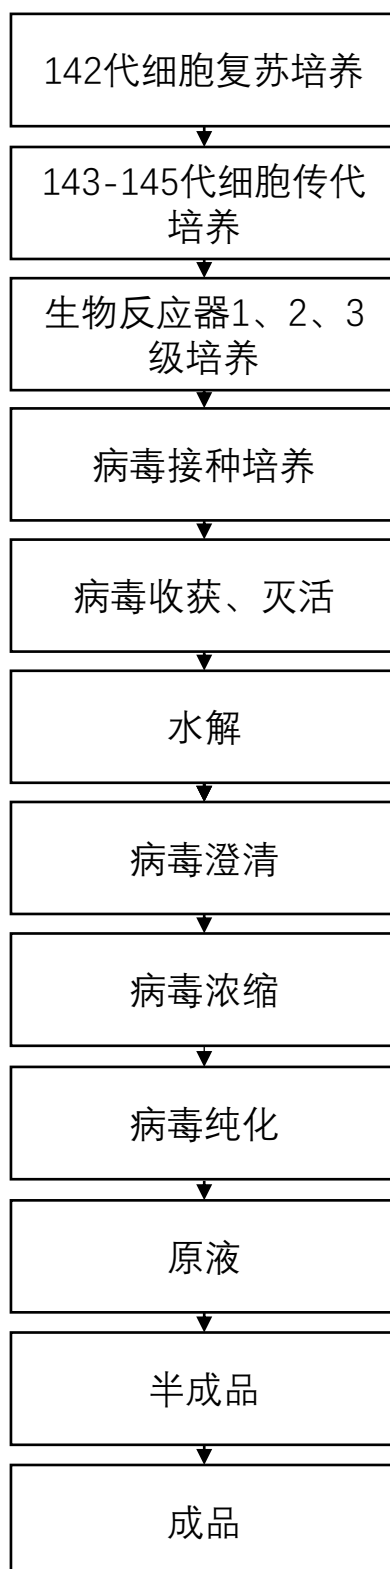 142代细胞复苏培养
143-145代细胞传代
培养
生物反应器1、2、3
级培养
病毒接种培养
病毒收获、灭活
水解
病毒澄清
病毒浓缩
病毒纯化
原液
半成品
成品